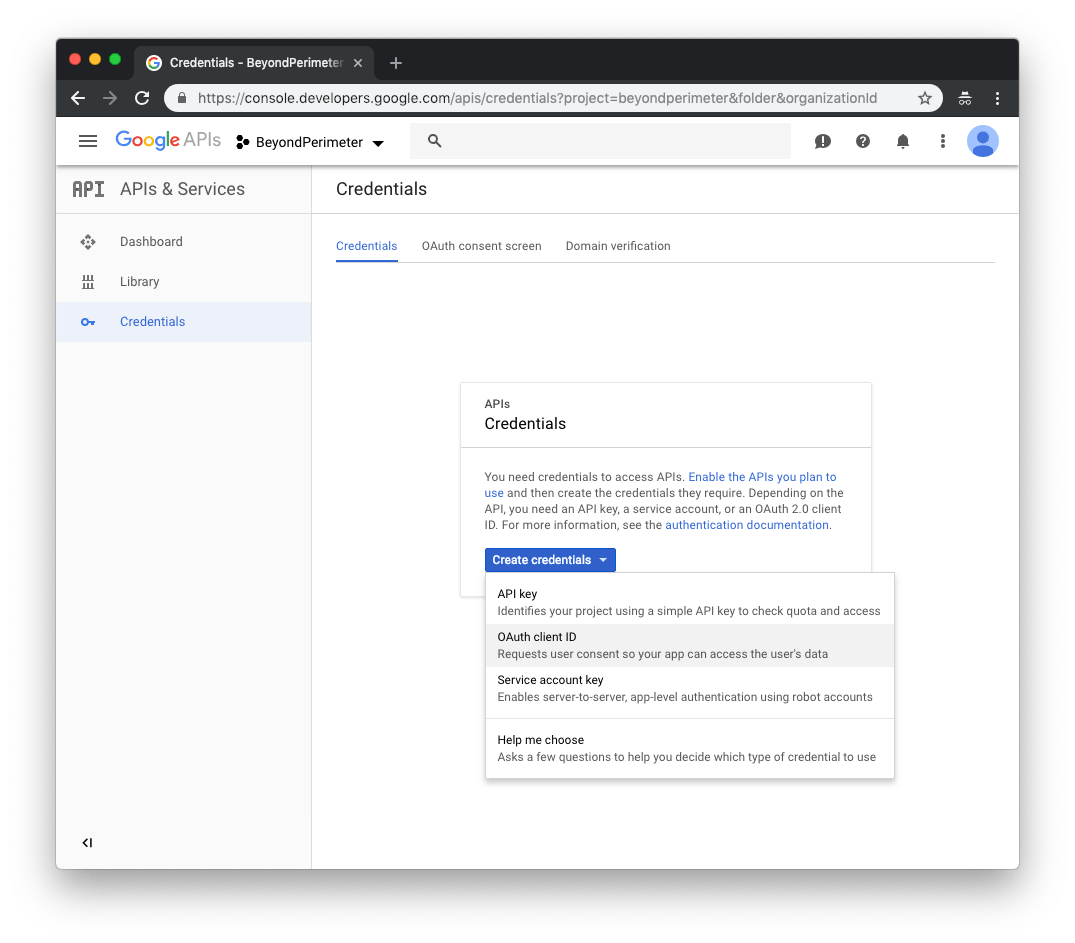 Credentials - BeyondPerimeter
https://console.developers.google.com/apis/credentials?project=beyondperimeter&folder&organizationId
Google APIs
BeyondPerimeter
API APIs & Services
Credentials
Dashboard
Library
Credentials
Credentials OAuth consent screen Domain verification
APIs
Credentials
You need credentials to access APIs. Enable the APIs you plan to
use and then create the credentials they require. Depending on the
API, you need an API key, a service account, or an OAuth 2.0 client
ID. For more information, see the authentication documentation.
Create credentials
API key
Identifies your project using a simple API key to check quota and access
OAuth client ID
Requests user consent so your app can access the user's data
Service account key
Enables server-to-server, app-level authentication using robot accounts
Help me choose
Asks a few questions to help you decide which type of credential to use